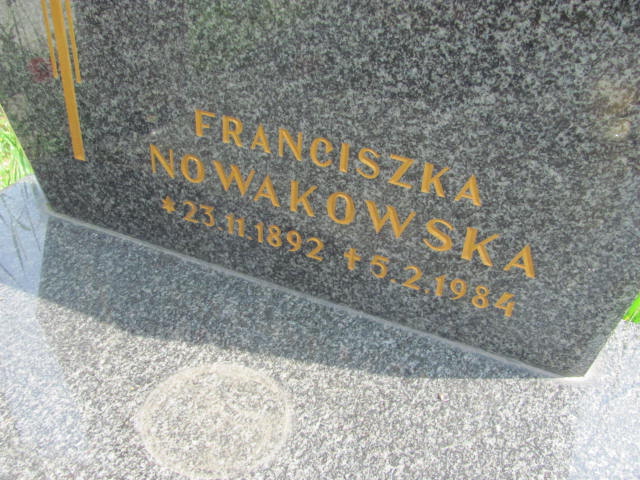 FRANCISZKA
NOWAKOWSKA
* 23.11.1892 ✝ 5.2.1984